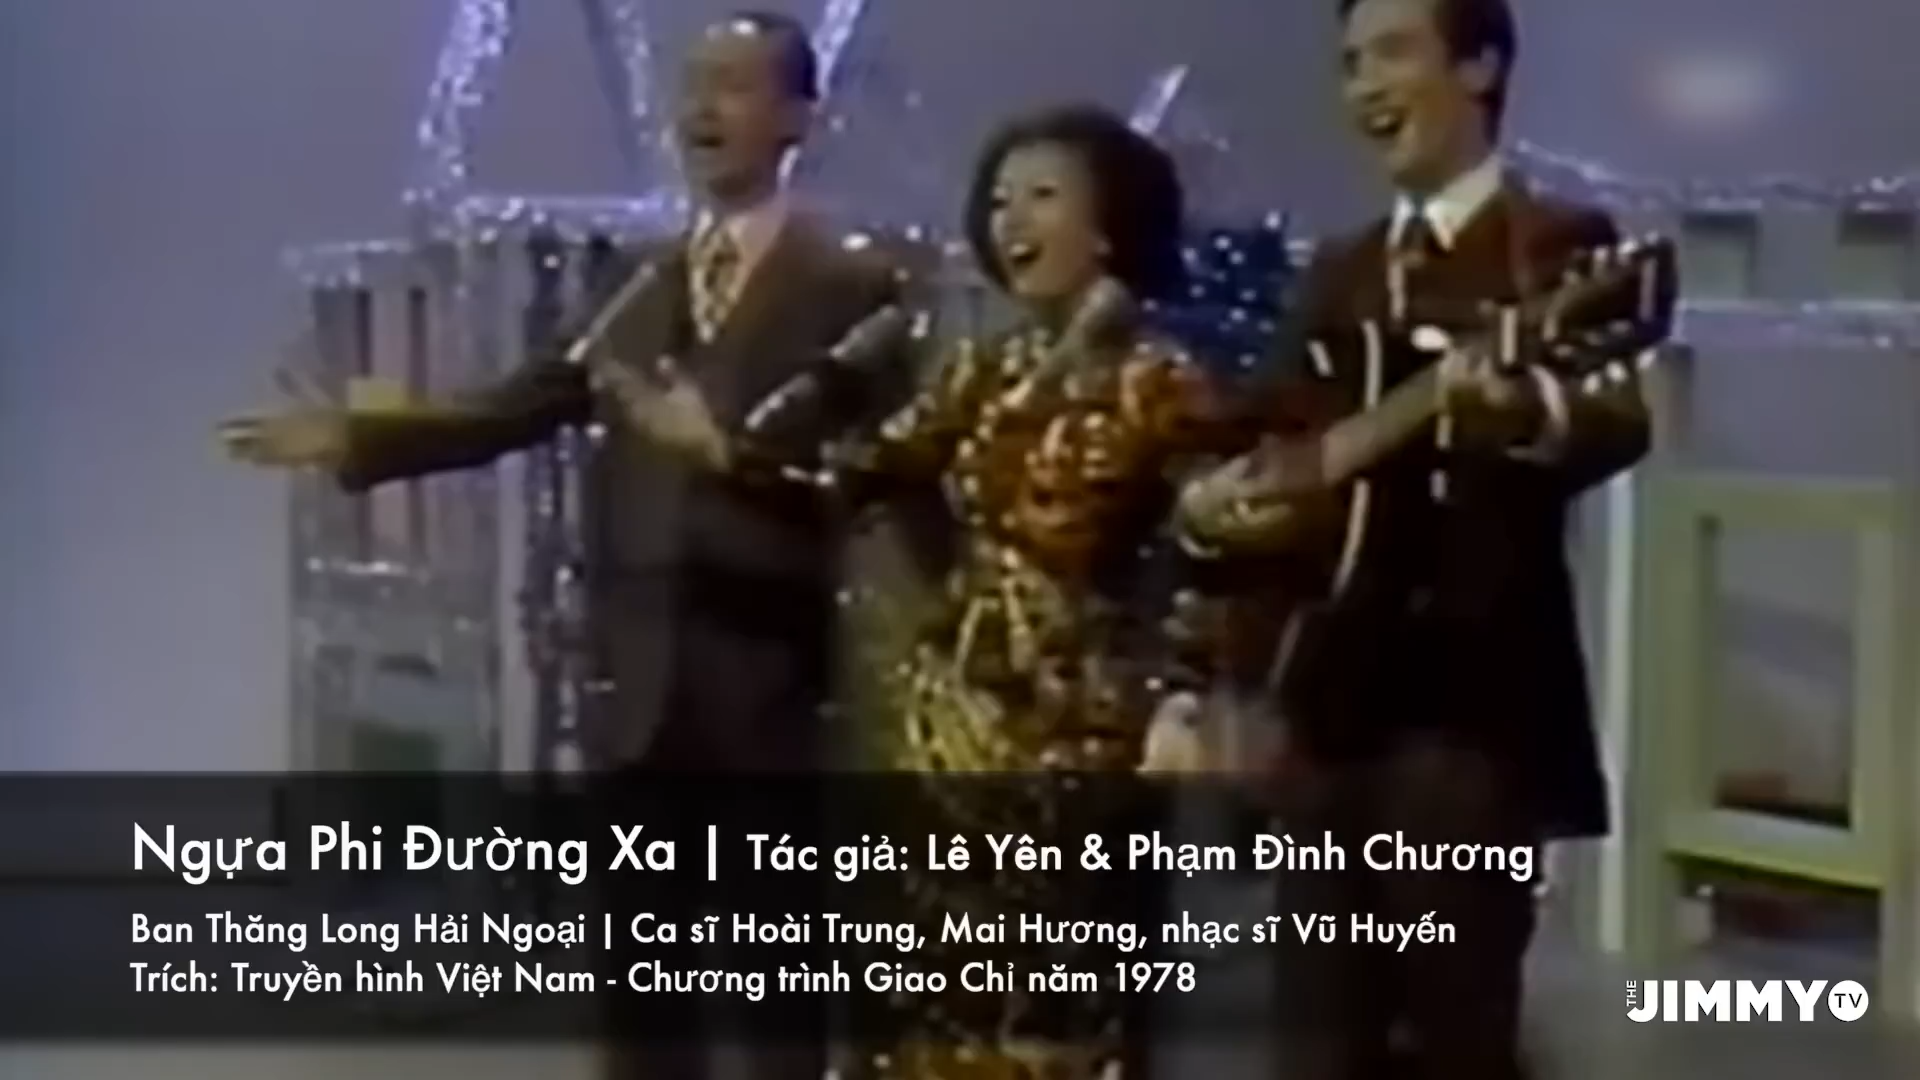 Ngựa Phi Đường Xa | Tác giả: Lê Yên & Phạm Đình Chương
Ban Thăng Long Hải Ngoại | Ca sĩ Hoài Trung, Mai Hương, nhạc sĩ Vũ Huyến
Trích: Truyền hình Việt Nam - Chương trình Giao Chỉ năm 1978
THE JIMMY TV